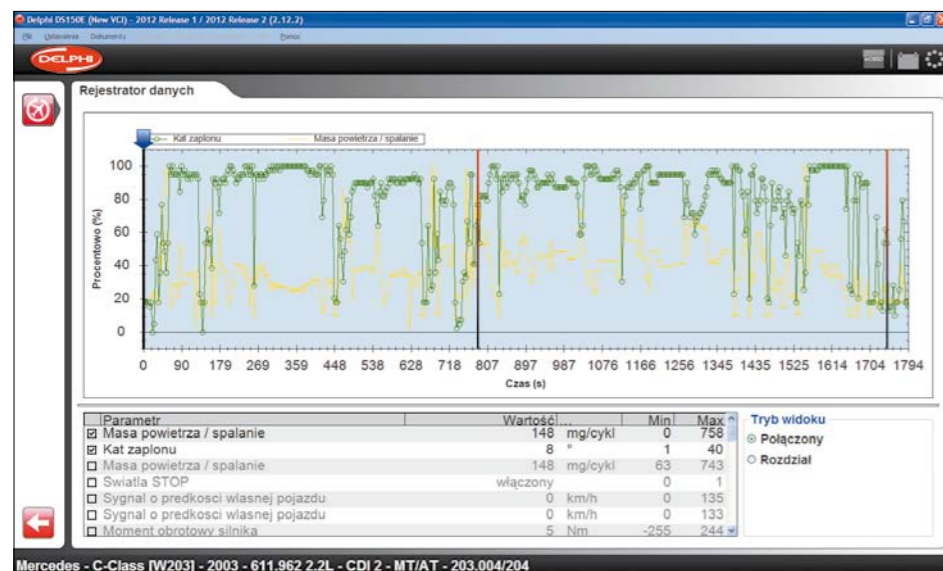 Delphi DS150E (New VCI) - 2012 Release 1 / 2012 Release 2 (2.12.2)
Plik Ustawienia Dokumenty Pomoc
DELPHI
Rejestrator danych
Kat zaplonu Masa powietrza / spalanie
Procentowo (%)
100
80
60
40
20
0
0 90 179 269 359 448 538 628 718 807 897 987 1076 1166 1256 1345 1435 1525 1614 1704 1794
Czas (s)
Parametr Wartość ... Min Max
Masa powietrza / spalanie 148 mg/cykl 0 758
Kat zaplonu 8 ° 1 40
Masa powietrza / spalanie 148 mg/cykl 63 743
Swiatla STOP włączony 0 1
Sygnal o predkosci wlasnej pojazdu 0 km/h 0 135
Sygnal o predkosci wlasnej pojazdu 0 km/h 0 133
Moment obrotowy silnika 5 Nm -255 244
Tryb widoku
Połączony
Rozdział
Mercedes - C-Class [W203] - 2003 - 611.962 2.2L - CDI 2 - MT/AT - 203.004/204